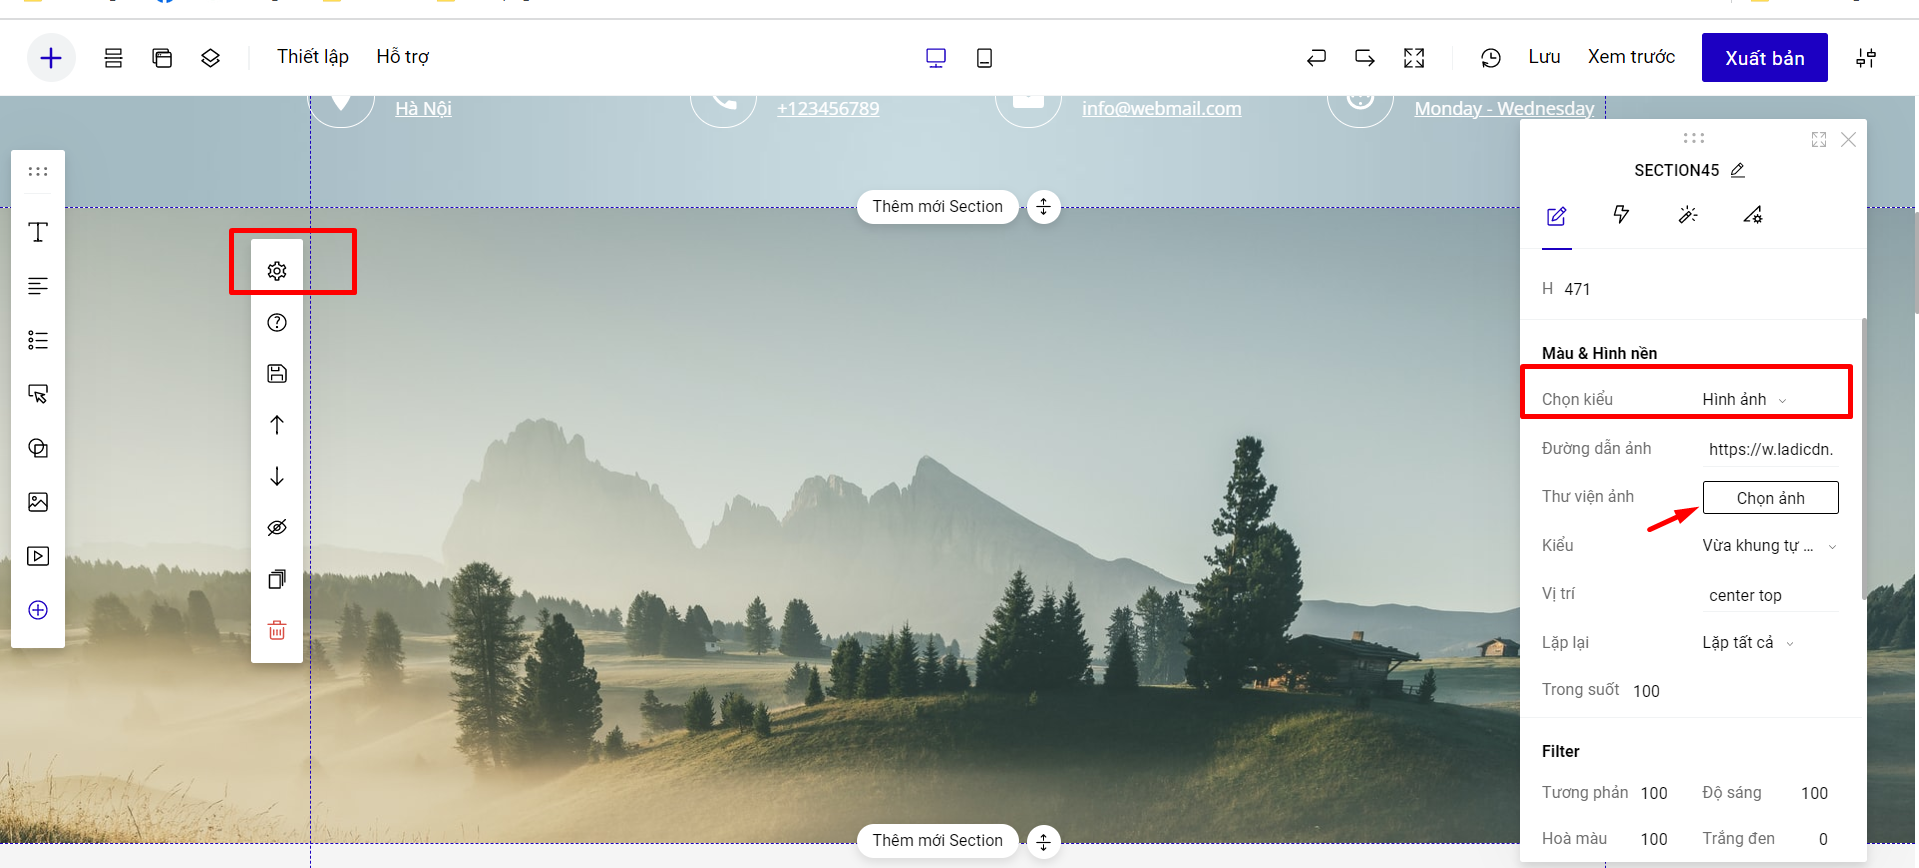 Thiết lập Hỗ trợ Lưu Xem trước Xuất bản
Hà Nội +123456789 info@webmail.com Monday - Wednesday
Thêm mới Section
SECTION45
H 471
Màu & Hình nền
Chọn kiểu Hình ảnh
Đường dẫn ảnh https://w.ladicdn.
Thư viện ảnh Chọn ảnh
Kiểu Vừa khung tự ...
Vị trí center top
Lặp lại Lặp tất cả
Trong suốt 100
Filter
Tương phản 100 Độ sáng 100
Hoà màu 100 Trắng đen 0
Thêm mới Section